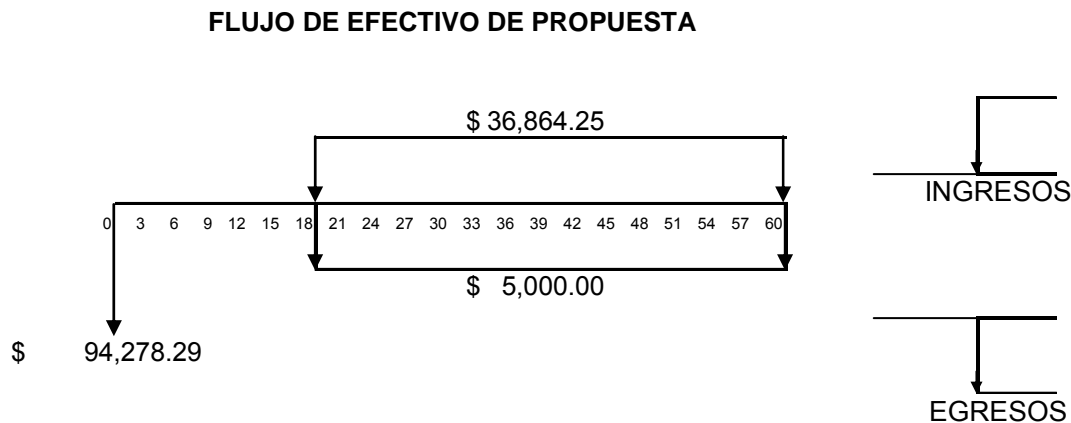 FLUJO DE EFECTIVO DE PROPUESTA
$ 36,864.25
INGRESOS
0 3 6 9 12 15 18 21 24 27 30 33 36 39 42 45 48 51 54 57 60
$ 5,000.00
$ 94,278.29
EGRESOS